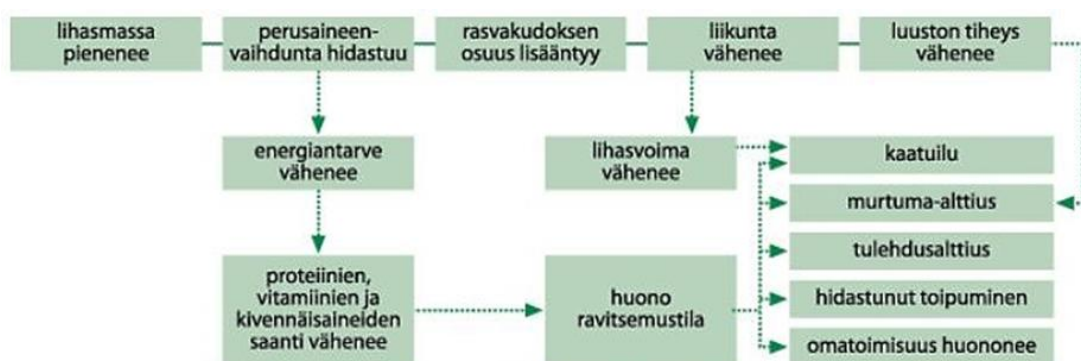 lihasmassa
pienenee
perusaineen-
vaihdunta hidastuu
rasvakudoksen
osuus lisääntyy
liikunta
vähenee
luuston tiheys
vähenee
energiantarve
vähenee
lihasvoima
vähenee
kaatuilu
murtuma-alttius
tulehdusalttius
hidastunut toipuminen
omatoimisuus huononee
proteiinien,
vitamiinien ja
kivennäisaineiden
saanti vähenee
huono
ravitsemustila